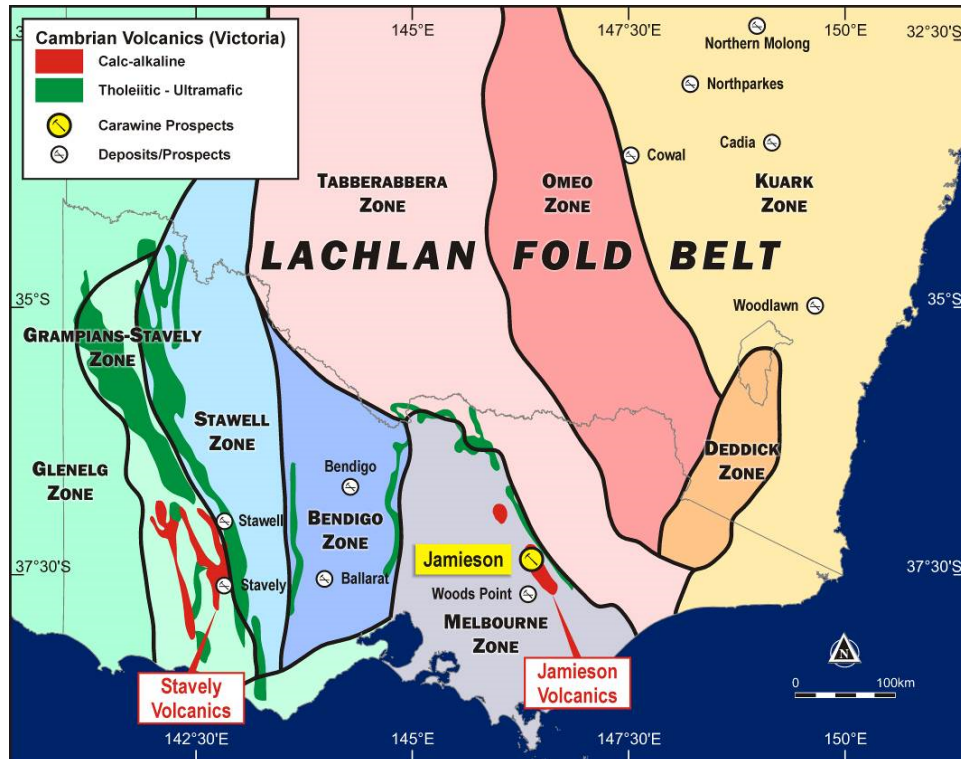 Cambrian Volcanics (Victoria)
Calc-alkaline
Tholeiitic - Ultramafic
Carawine Prospects
Deposits/Prospects
145°E
147°30'E
150°E
32°30'S
Northern Molong
Northparkes
Cadia
Cowal
TABBERABBERA
ZONE
OMEO
ZONE
KUARK
ZONE
LACHLAN FOLD BELT
35°S
35°S
Woodlawn
GRAMPIANS-STAVELY
ZONE
STAWELL
ZONE
GLENELG
ZONE
Bendigo
BENDIGO
ZONE
DEDDICK
ZONE
Stawell
Stavely
Ballarat
Jamieson
Woods Point
MELBOURNE
ZONE
37°30'S
37°30'S
Stavely
Volcanics
Jamieson
Volcanics
N
0 100km
142°30'E
145°E
147°30'E
150°E